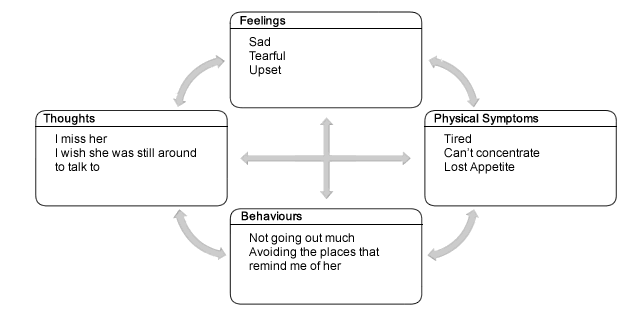 Feelings
Sad
Tearful
Upset
Thoughts
I miss her
I wish she was still around
to talk to
Physical Symptoms
Tired
Can't concentrate
Lost Appetite
Behaviours
Not going out much
Avoiding the places that
remind me of her